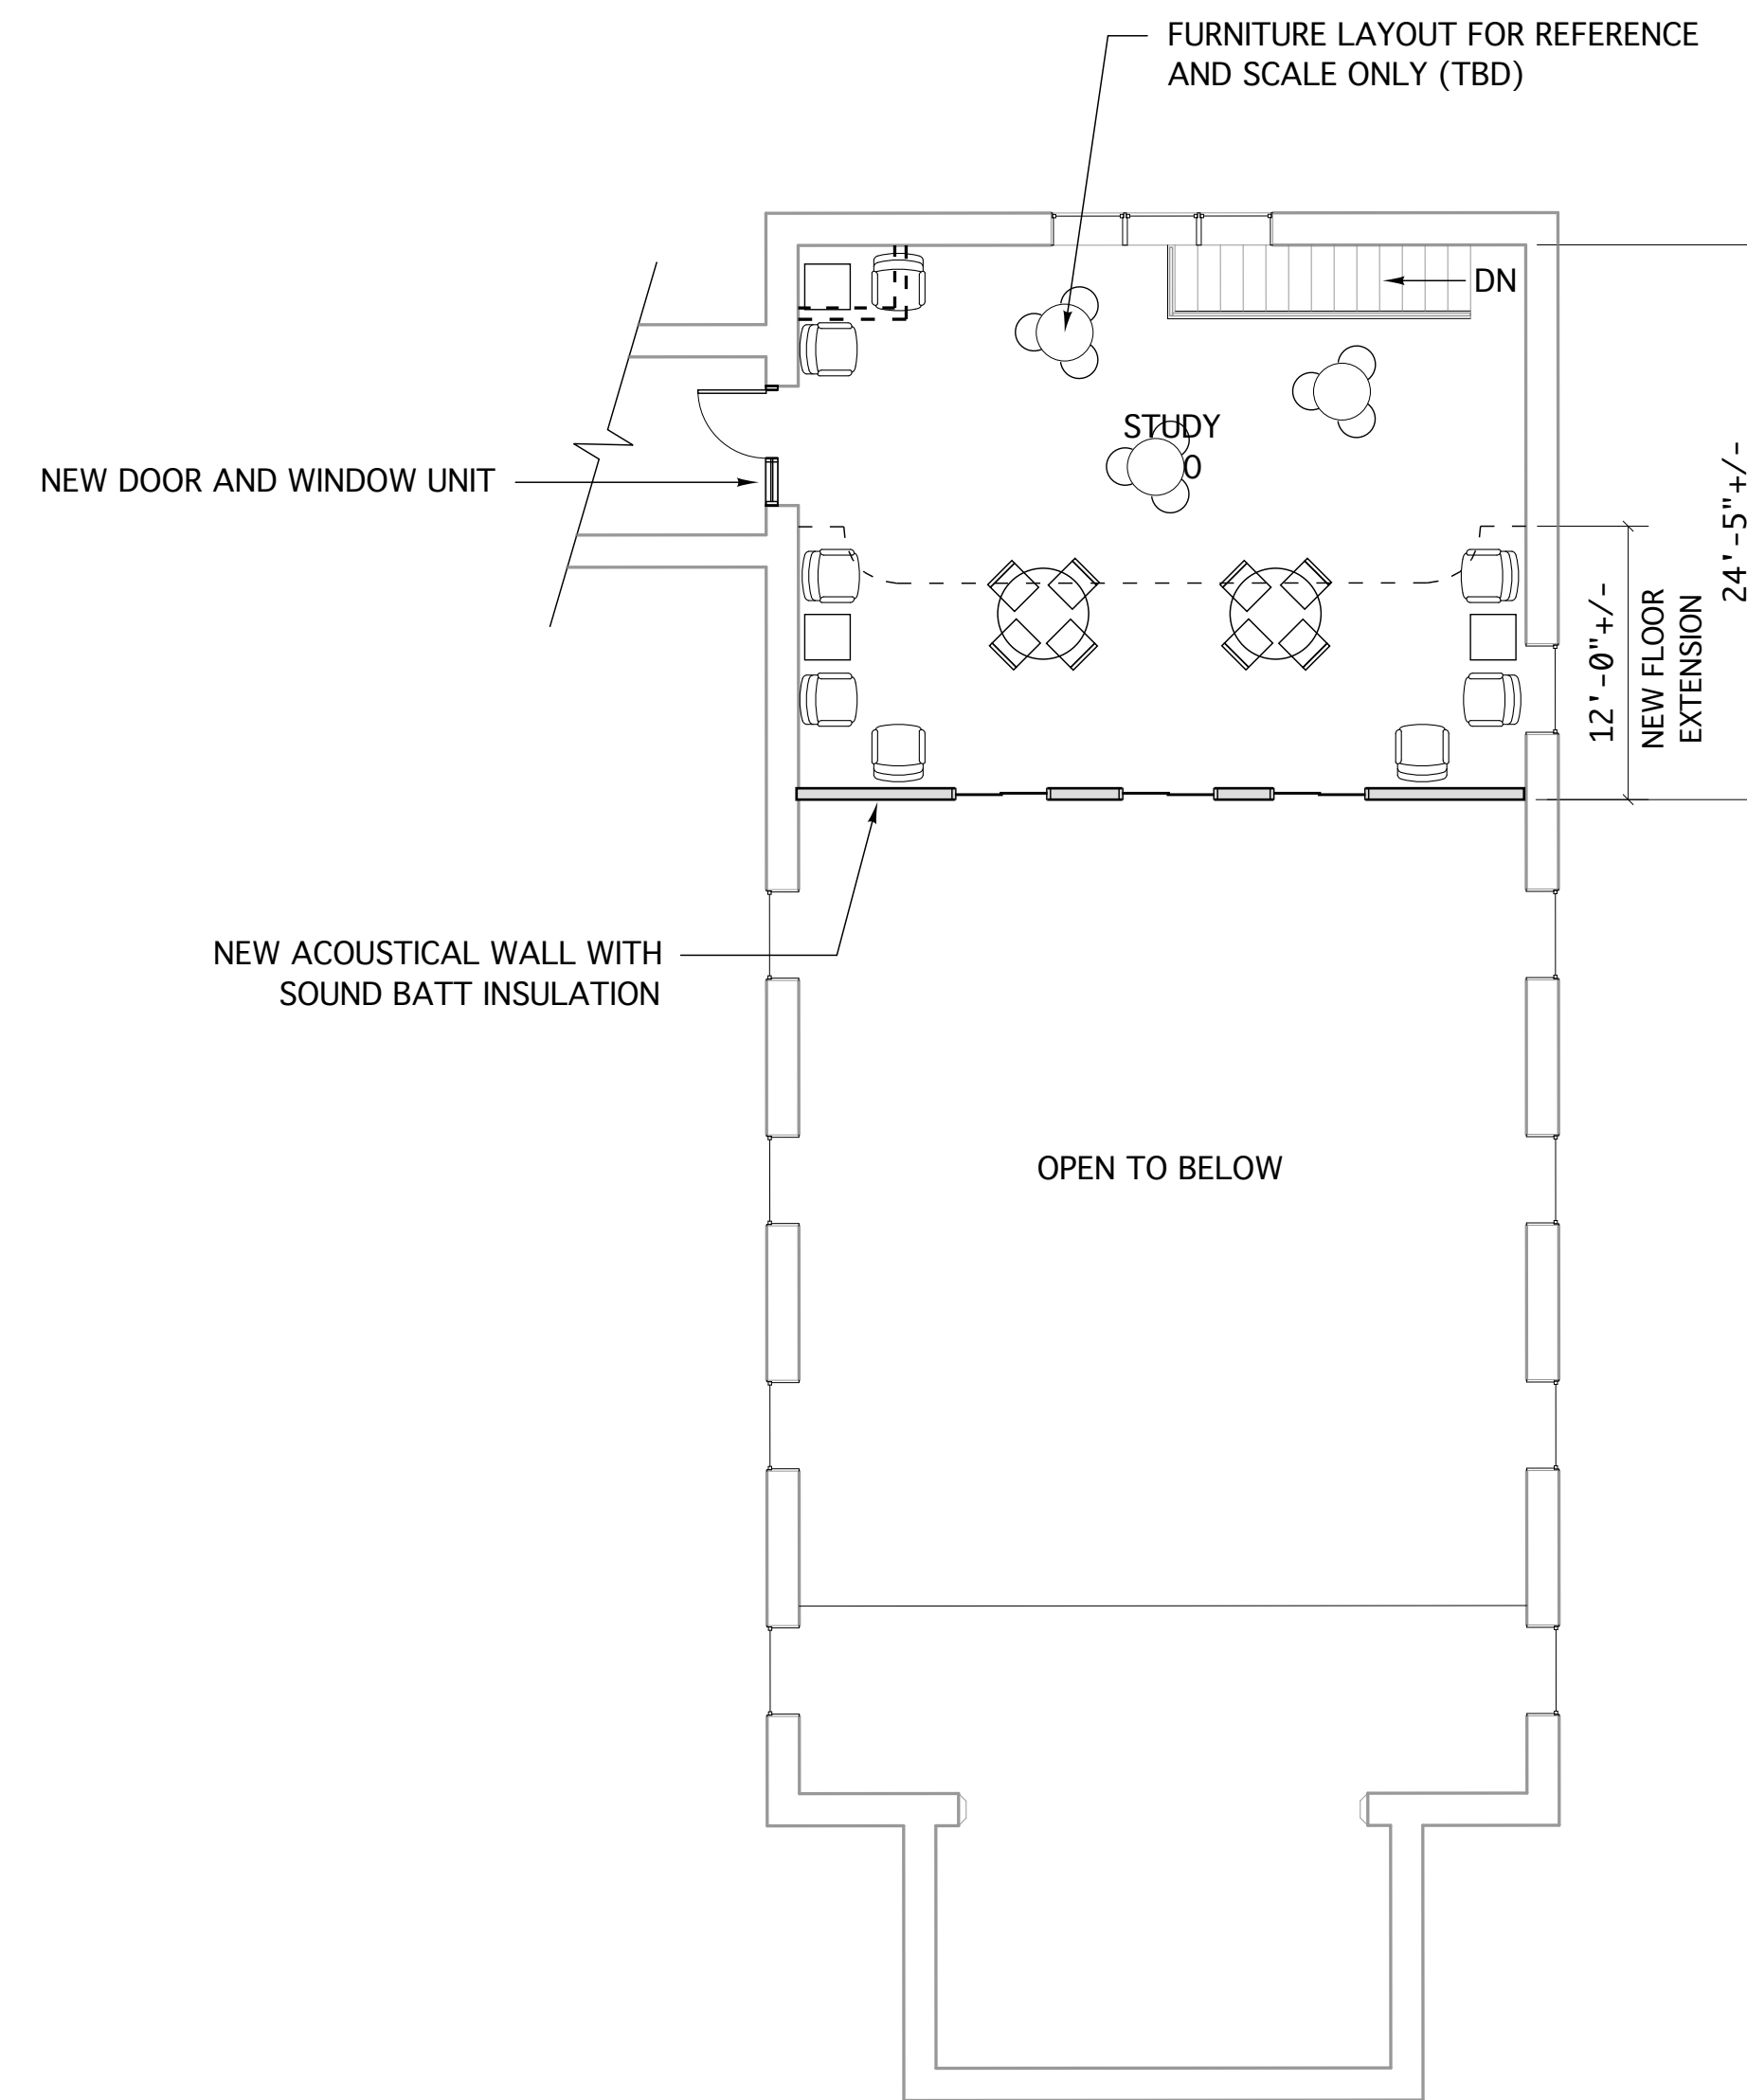 FURNITURE LAYOUT FOR REFERENCE
AND SCALE ONLY (TBD)
DN
STUDY
0
NEW DOOR AND WINDOW UNIT
24'-5"+/-
12'-0"+/-
NEW FLOOR
EXTENSION
NEW ACOUSTICAL WALL WITH
SOUND BATT INSULATION
OPEN TO BELOW